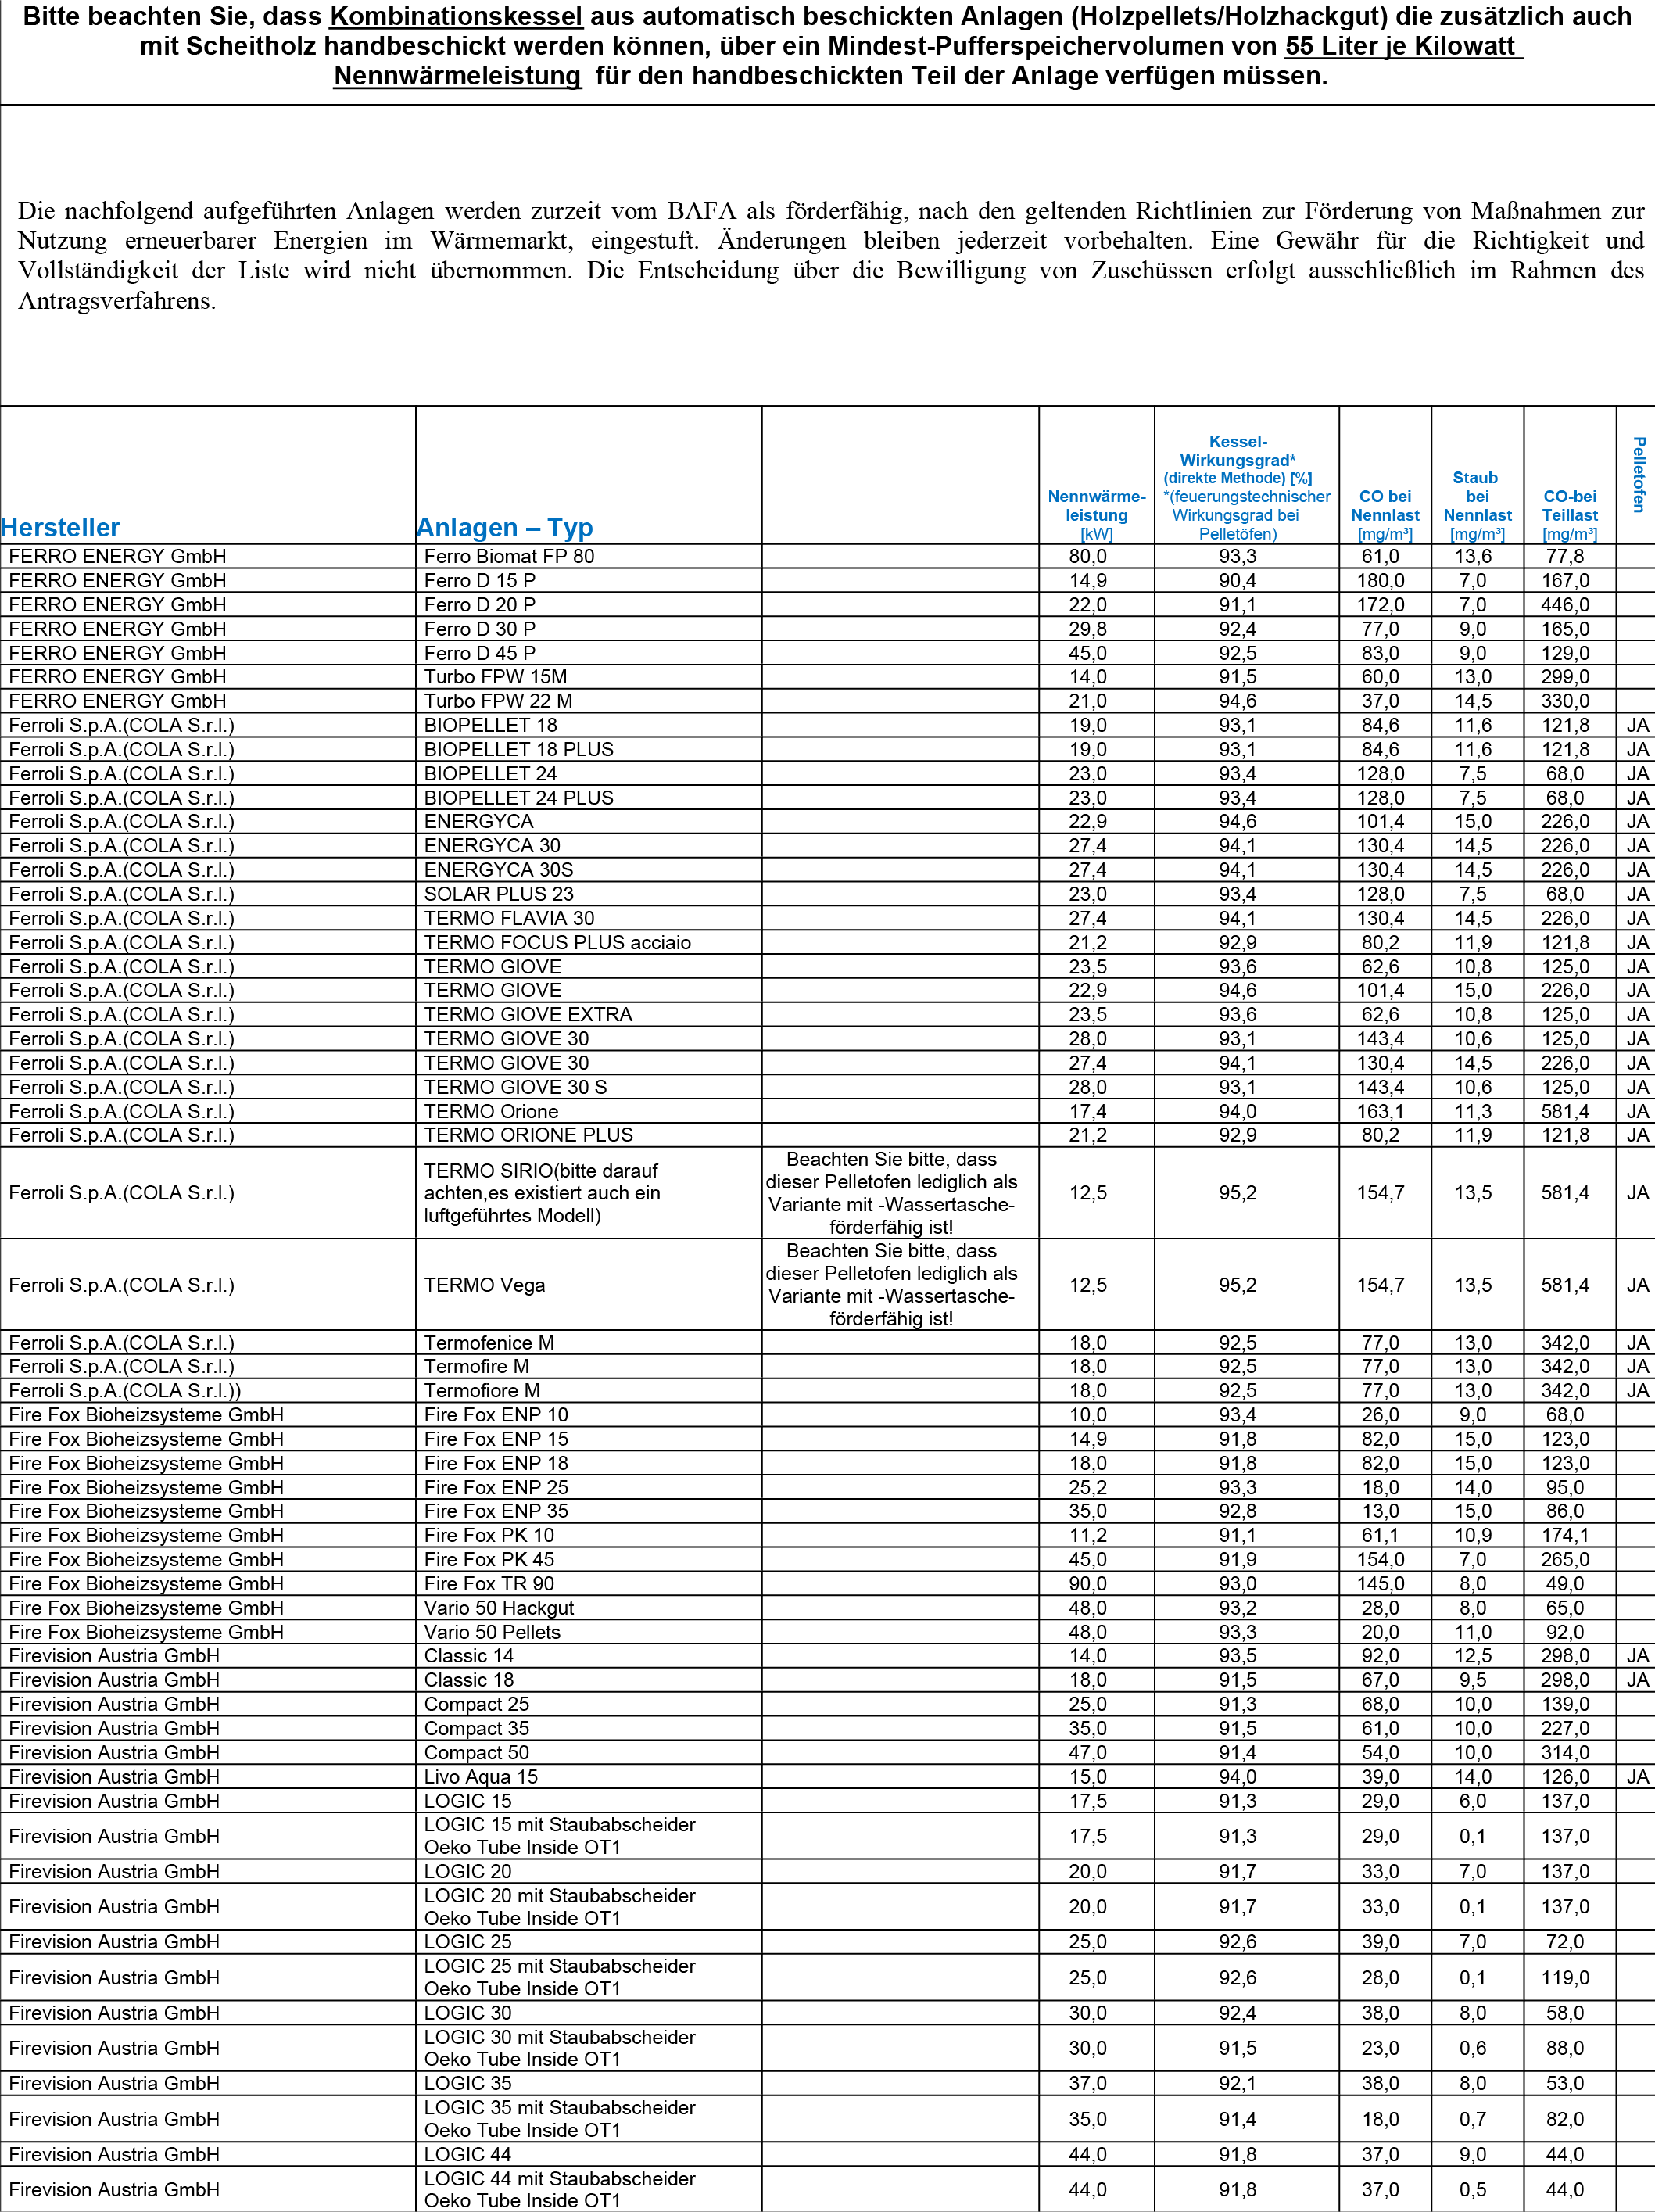 Bitte beachten Sie, dass Kombinationskessel aus automatisch beschickten Anlagen (Holzpellets/Holzhackgut) die zusätzlich auch
mit Scheitholz handbeschickt werden können, über ein Mindest-Pufferspeichervolumen von 55 Liter je Kilowatt
Nennwärmeleistung für den handbeschickten Teil der Anlage verfügen müssen.
Die nachfolgend aufgeführten Anlagen werden zurzeit vom BAFA als förderfähig, nach den geltenden Richtlinien zur Förderung von Maßnahmen zur
Nutzung erneuerbarer Energien im Wärmemarkt, eingestuft. Änderungen bleiben jederzeit vorbehalten. Eine Gewähr für die Richtigkeit und
Vollständigkeit der Liste wird nicht übernommen. Die Entscheidung über die Bewilligung von Zuschüssen erfolgt ausschließlich im Rahmen des
Antragsverfahrens.
Hersteller
Anlagen – Typ
Nennwärme-
leistung
[kW]
Kessel-
Wirkungsgrad*
(direkte Methode) [%]
*(feuerungstechnischer
Wirkungsgrad bei
Pelletöfen)
CO bei
Nennlast
[mg/m³]
Staub
bei
Nennlast
[mg/m³]
CO-bei
Teillast
[mg/m³]
Pelletofen
FERRO ENERGY GmbH Ferro Biomat FP 80 80,0 93,3 61,0 13,6 77,8
FERRO ENERGY GmbH Ferro D 15 P 14,9 90,4 180,0 7,0 167,0
FERRO ENERGY GmbH Ferro D 20 P 22,0 91,1 172,0 7,0 446,0
FERRO ENERGY GmbH Ferro D 30 P 29,8 92,4 77,0 9,0 165,0
FERRO ENERGY GmbH Ferro D 45 P 45,0 92,5 83,0 9,0 129,0
FERRO ENERGY GmbH Turbo FPW 15M 14,0 91,5 60,0 13,0 299,0
FERRO ENERGY GmbH Turbo FPW 22 M 21,0 94,6 37,0 14,5 330,0
Ferroli S.p.A.(COLA S.r.l.) BIOPELLET 18 19,0 93,1 84,6 11,6 121,8 JA
Ferroli S.p.A.(COLA S.r.l.) BIOPELLET 18 PLUS 19,0 93,1 84,6 11,6 121,8 JA
Ferroli S.p.A.(COLA S.r.l.) BIOPELLET 24 23,0 93,4 128,0 7,5 68,0 JA
Ferroli S.p.A.(COLA S.r.l.) BIOPELLET 24 PLUS 23,0 93,4 128,0 7,5 68,0 JA
Ferroli S.p.A.(COLA S.r.l.) ENERGYCA 22,9 94,6 101,4 15,0 226,0 JA
Ferroli S.p.A.(COLA S.r.l.) ENERGYCA 30 27,4 94,1 130,4 14,5 226,0 JA
Ferroli S.p.A.(COLA S.r.l.) ENERGYCA 30S 27,4 94,1 130,4 14,5 226,0 JA
Ferroli S.p.A.(COLA S.r.l.) SOLAR PLUS 23 23,0 93,4 128,0 7,5 68,0 JA
Ferroli S.p.A.(COLA S.r.l.) TERMO FLAVIA 30 27,4 94,1 130,4 14,5 226,0 JA
Ferroli S.p.A.(COLA S.r.l.) TERMO FOCUS PLUS acciaio 21,2 92,9 80,2 11,9 121,8 JA
Ferroli S.p.A.(COLA S.r.l.) TERMO GIOVE 23,5 93,6 62,6 10,8 125,0 JA
Ferroli S.p.A.(COLA S.r.l.) TERMO GIOVE 22,9 94,6 101,4 15,0 226,0 JA
Ferroli S.p.A.(COLA S.r.l.) TERMO GIOVE EXTRA 23,5 93,6 62,6 10,8 125,0 JA
Ferroli S.p.A.(COLA S.r.l.) TERMO GIOVE 30 28,0 93,1 143,4 10,6 125,0 JA
Ferroli S.p.A.(COLA S.r.l.) TERMO GIOVE 30 27,4 94,1 130,4 14,5 226,0 JA
Ferroli S.p.A.(COLA S.r.l.) TERMO GIOVE 30 S 28,0 93,1 143,4 10,6 125,0 JA
Ferroli S.p.A.(COLA S.r.l.) TERMO Orione 17,4 94,0 163,1 11,3 581,4 JA
Ferroli S.p.A.(COLA S.r.l.) TERMO ORIONE PLUS 21,2 92,9 80,2 11,9 121,8 JA
Ferroli S.p.A.(COLA S.r.l.)
TERMO SIRIO(bitte darauf
achten,es existiert auch ein
luftgeführtes Modell)
Beachten Sie bitte, dass
dieser Pelletofen lediglich als
Variante mit -Wassertasche-
förderfähig ist!
12,5 95,2 154,7 13,5 581,4 JA
Ferroli S.p.A.(COLA S.r.l.) TERMO Vega
Beachten Sie bitte, dass
dieser Pelletofen lediglich als
Variante mit -Wassertasche-
förderfähig ist!
12,5 95,2 154,7 13,5 581,4 JA
Ferroli S.p.A.(COLA S.r.l.) Termofenice M 18,0 92,5 77,0 13,0 342,0 JA
Ferroli S.p.A.(COLA S.r.l.) Termofire M 18,0 92,5 77,0 13,0 342,0 JA
Ferroli S.p.A.(COLA S.r.l.)) Termofiore M 18,0 92,5 77,0 13,0 342,0 JA
Fire Fox Bioheizsysteme GmbH Fire Fox ENP 10 10,0 93,4 26,0 9,0 68,0
Fire Fox Bioheizsysteme GmbH Fire Fox ENP 15 14,9 91,8 82,0 15,0 123,0
Fire Fox Bioheizsysteme GmbH Fire Fox ENP 18 18,0 91,8 82,0 15,0 123,0
Fire Fox Bioheizsysteme GmbH Fire Fox ENP 25 25,2 93,3 18,0 14,0 95,0
Fire Fox Bioheizsysteme GmbH Fire Fox ENP 35 35,0 92,8 13,0 15,0 86,0
Fire Fox Bioheizsysteme GmbH Fire Fox PK 10 11,2 91,1 61,1 10,9 174,1
Fire Fox Bioheizsysteme GmbH Fire Fox PK 45 45,0 91,9 154,0 7,0 265,0
Fire Fox Bioheizsysteme GmbH Fire Fox TR 90 90,0 93,0 145,0 8,0 49,0
Fire Fox Bioheizsysteme GmbH Vario 50 Hackgut 48,0 93,2 28,0 8,0 65,0
Fire Fox Bioheizsysteme GmbH Vario 50 Pellets 48,0 93,3 20,0 11,0 92,0
Firevision Austria GmbH Classic 14 14,0 93,5 92,0 12,5 298,0 JA
Firevision Austria GmbH Classic 18 18,0 91,5 67,0 9,5 298,0 JA
Firevision Austria GmbH Compact 25 25,0 91,3 68,0 10,0 139,0
Firevision Austria GmbH Compact 35 35,0 91,5 61,0 10,0 227,0
Firevision Austria GmbH Compact 50 47,0 91,4 54,0 10,0 314,0
Firevision Austria GmbH Livo Aqua 15 15,0 94,0 39,0 14,0 126,0 JA
Firevision Austria GmbH LOGIC 15 17,5 91,3 29,0 6,0 137,0
Firevision Austria GmbH
LOGIC 15 mit Staubabscheider
Oeko Tube Inside OT1
17,5 91,3 29,0 0,1 137,0
Firevision Austria GmbH LOGIC 20 20,0 91,7 33,0 7,0 137,0
Firevision Austria GmbH
LOGIC 20 mit Staubabscheider
Oeko Tube Inside OT1
20,0 91,7 33,0 0,1 137,0
Firevision Austria GmbH LOGIC 25 25,0 92,6 39,0 7,0 72,0
Firevision Austria GmbH
LOGIC 25 mit Staubabscheider
Oeko Tube Inside OT1
25,0 92,6 28,0 0,1 119,0
Firevision Austria GmbH LOGIC 30 30,0 92,4 38,0 8,0 58,0
Firevision Austria GmbH
LOGIC 30 mit Staubabscheider
Oeko Tube Inside OT1
30,0 91,5 23,0 0,6 88,0
Firevision Austria GmbH LOGIC 35 37,0 92,1 38,0 8,0 53,0
Firevision Austria GmbH
LOGIC 35 mit Staubabscheider
Oeko Tube Inside OT1
35,0 91,4 18,0 0,7 82,0
Firevision Austria GmbH LOGIC 44 44,0 91,8 37,0 9,0 44,0
Firevision Austria GmbH
LOGIC 44 mit Staubabscheider
Oeko Tube Inside OT1
44,0 91,8 37,0 0,5 44,0